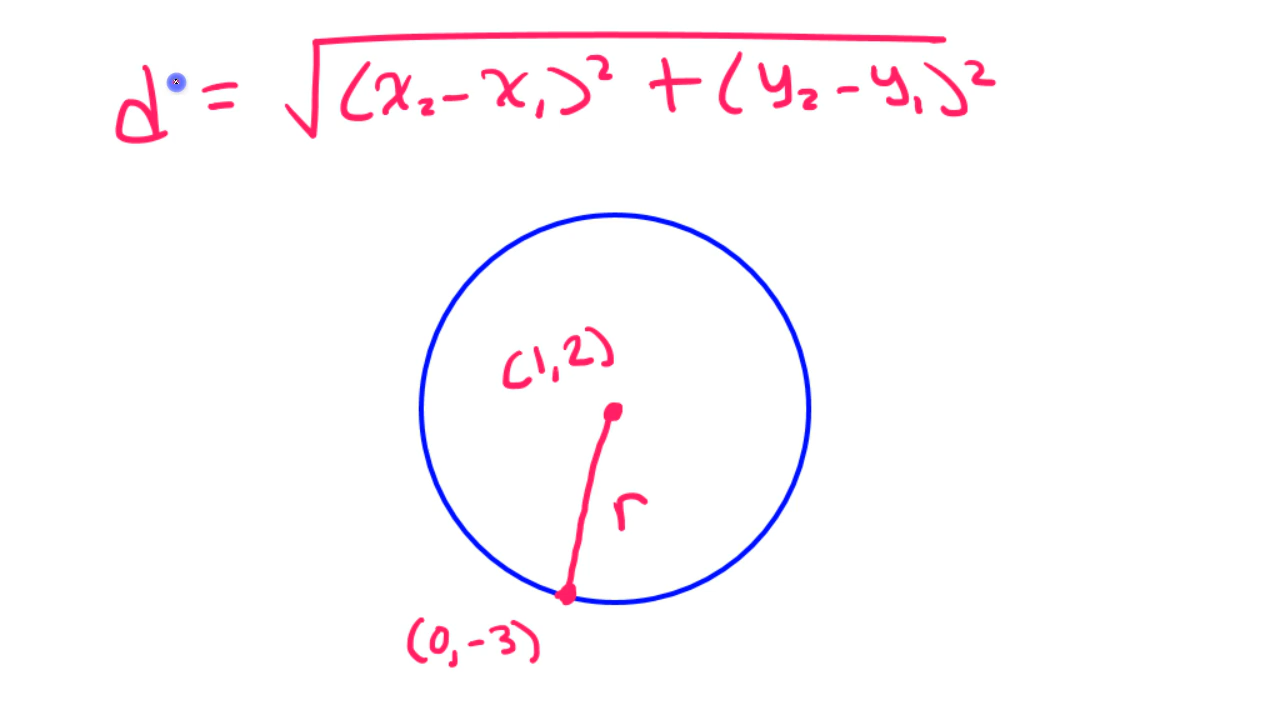 d = √(x₂ - x₁)² + (y₂ - y₁)²
(1,2)
r
(0,-3)